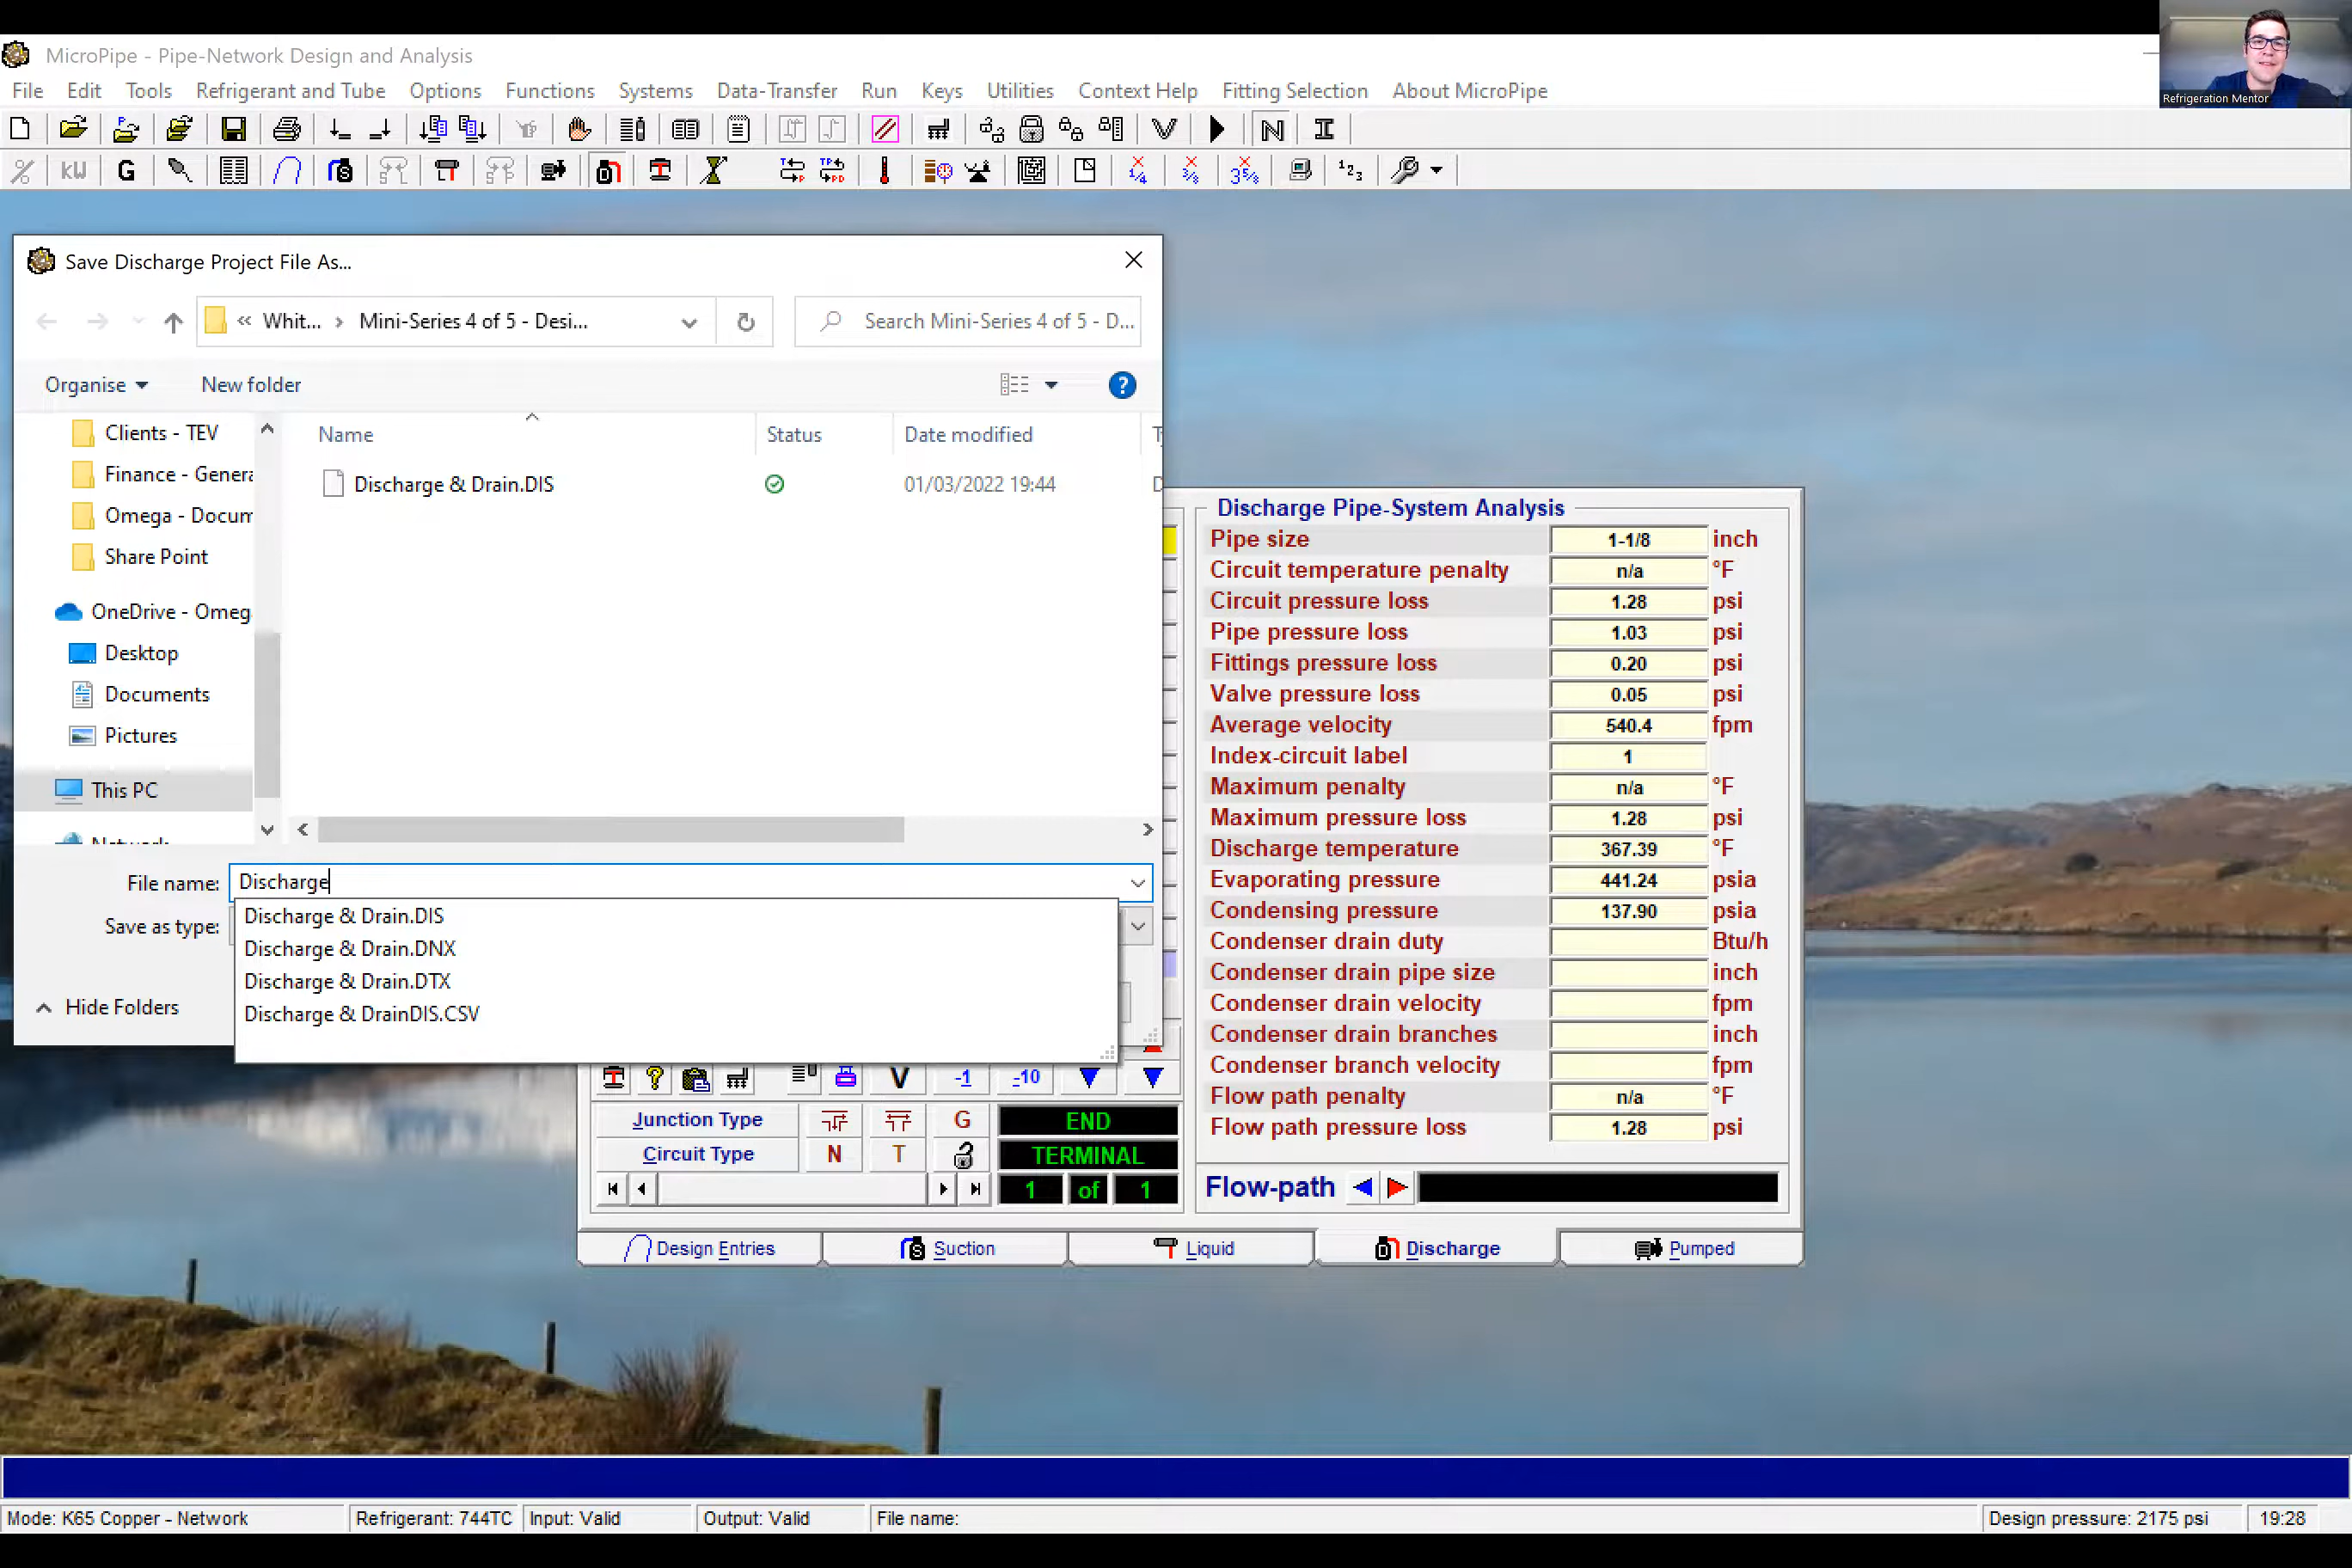 MicroPipe - Pipe-Network Design and Analysis
File Edit Tools Refrigerant and Tube Options Functions Systems Data-Transfer Run Keys Utilities Context Help Fitting Selection About MicroPipe
Refrigeration Mentor
Save Discharge Project File As...
« Whit... › Mini-Series 4 of 5 - Desi...
Search Mini-Series 4 of 5 - D...
Organise New folder
Name Status Date modified
Discharge & Drain.DIS 01/03/2022 19:44
Clients - TEV
Finance - Genera
Omega - Docum
Share Point
OneDrive - Omeg
Desktop
Documents
Pictures
This PC
Network
File name: Discharge
Save as type:
Discharge & Drain.DIS
Discharge & Drain.DNX
Discharge & Drain.DTX
Discharge & DrainDIS.CSV
Hide Folders
Discharge Pipe-System Analysis
Pipe size 1-1/8 inch
Circuit temperature penalty n/a °F
Circuit pressure loss 1.28 psi
Pipe pressure loss 1.03 psi
Fittings pressure loss 0.20 psi
Valve pressure loss 0.05 psi
Average velocity 540.4 fpm
Index-circuit label 1
Maximum penalty n/a °F
Maximum pressure loss 1.28 psi
Discharge temperature 367.39 °F
Evaporating pressure 441.24 psia
Condensing pressure 137.90 psia
Condenser drain duty Btu/h
Condenser drain pipe size inch
Condenser drain velocity fpm
Condenser drain branches inch
Condenser branch velocity fpm
Flow path penalty n/a °F
Flow path pressure loss 1.28 psi
V -1 -10
Junction Type G END
Circuit Type N T TERMINAL
1 of 1
Flow-path
Design Entries Suction Liquid Discharge Pumped
Mode: K65 Copper - Network Refrigerant: 744TC Input: Valid Output: Valid File name: Design pressure: 2175 psi 19:28